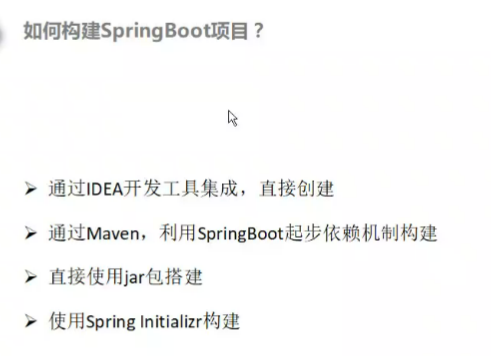 如何构建SpringBoot项目？
➢ 通过IDEA开发工具集成，直接创建
➢ 通过Maven，利用SpringBoot起步依赖机制构建
➢ 直接使用jar包搭建
➢ 使用Spring Initializr构建